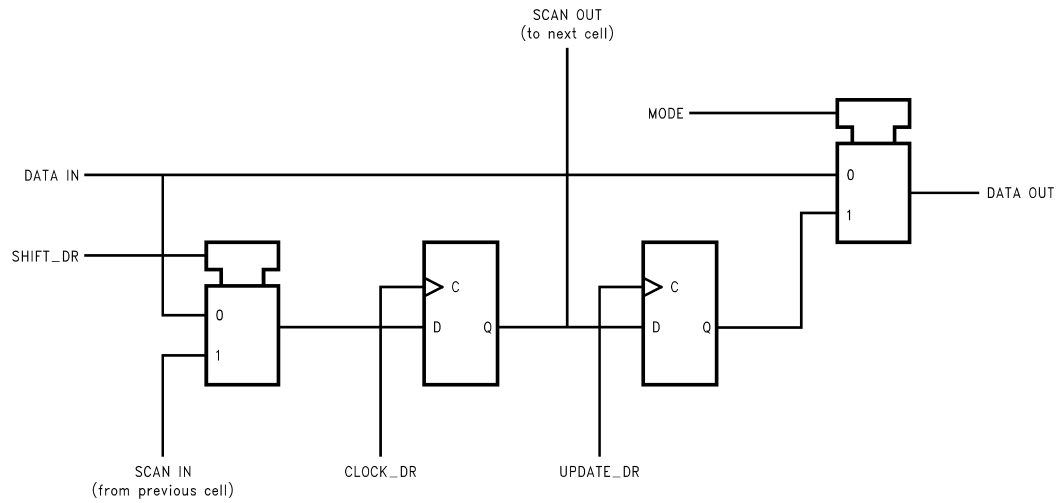 SCAN OUT
(to next cell)
MODE
DATA IN
0
DATA OUT
1
SHIFT_DR
C
C
0
D
Q
D
Q
1
SCAN IN
(from previous cell)
CLOCK_DR
UPDATE_DR